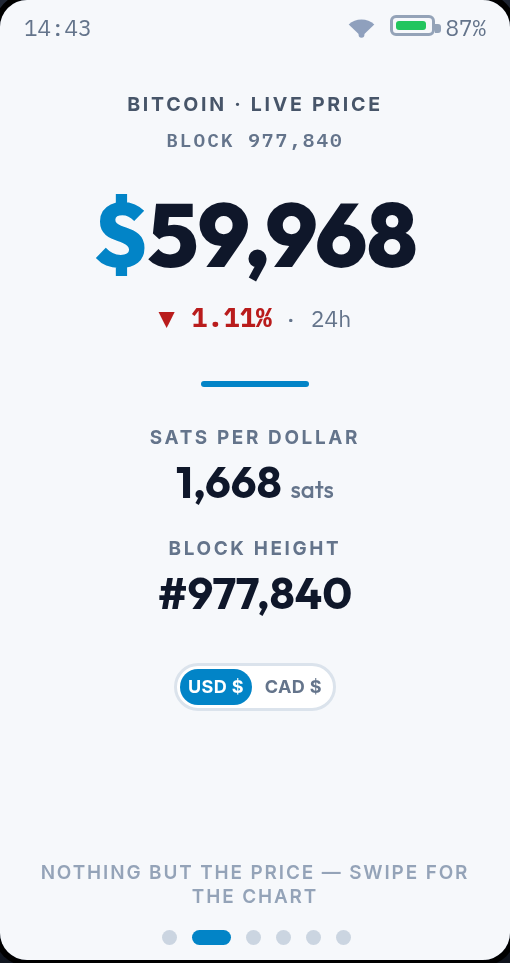 14:43 87%
BITCOIN · LIVE PRICE
BLOCK 977,840
$59,968
▼ 1.11% · 24h
SATS PER DOLLAR
1,668 sats
BLOCK HEIGHT
#977,840
USD $ CAD $
NOTHING BUT THE PRICE — SWIPE FOR
THE CHART